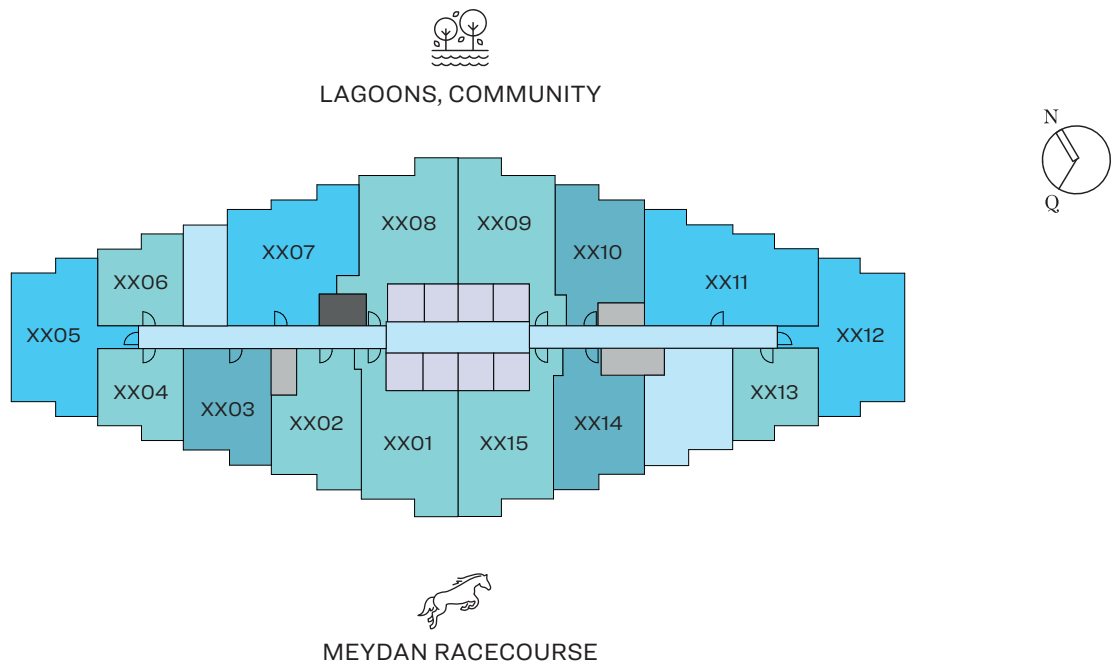 LAGOONS, COMMUNITY
N
Q
XX08
XX09
XX07
XX10
XX06
XX11
XX05
XX12
XX04
XX13
XX03
XX02
XX14
XX01
XX15
MEYDAN RACECOURSE